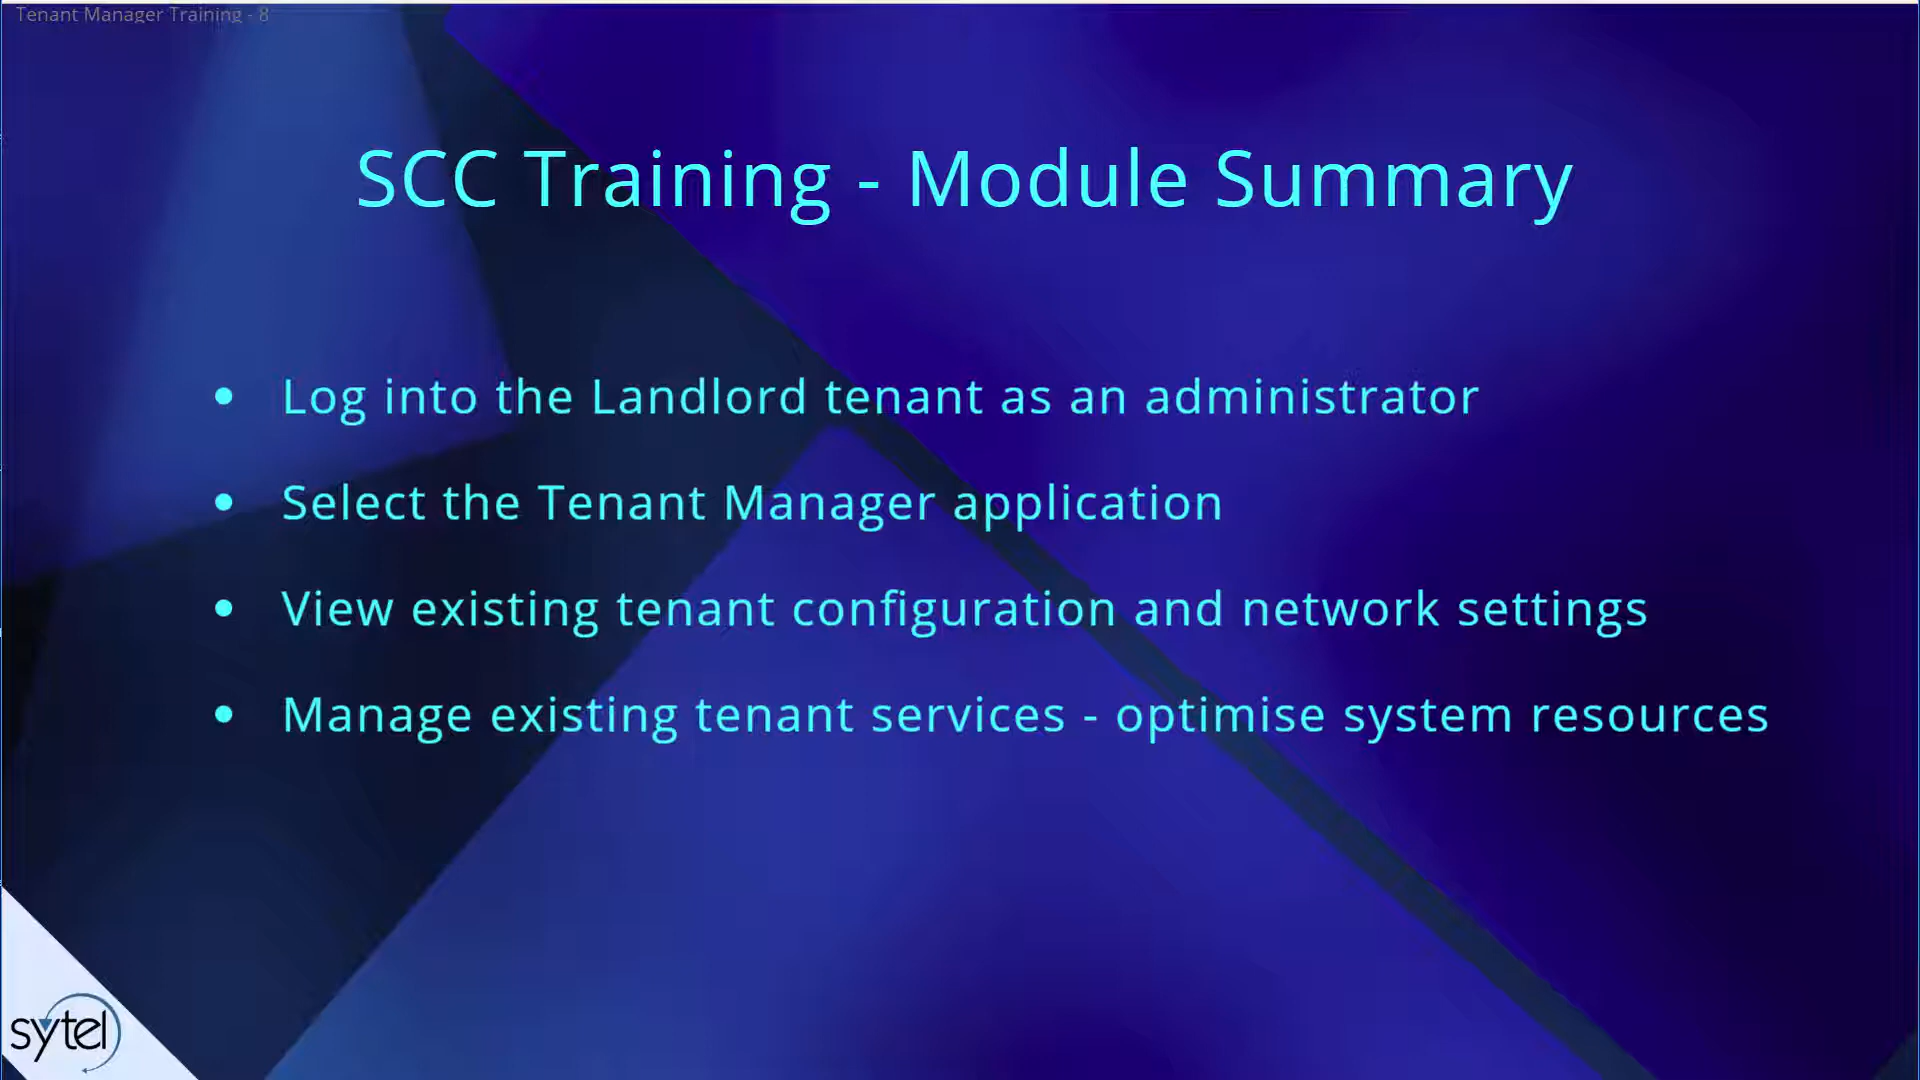 Tenant Manager Training - 8
SCC Training - Module Summary
• Log into the Landlord tenant as an administrator
• Select the Tenant Manager application
• View existing tenant configuration and network settings
• Manage existing tenant services - optimise system resources
sytel